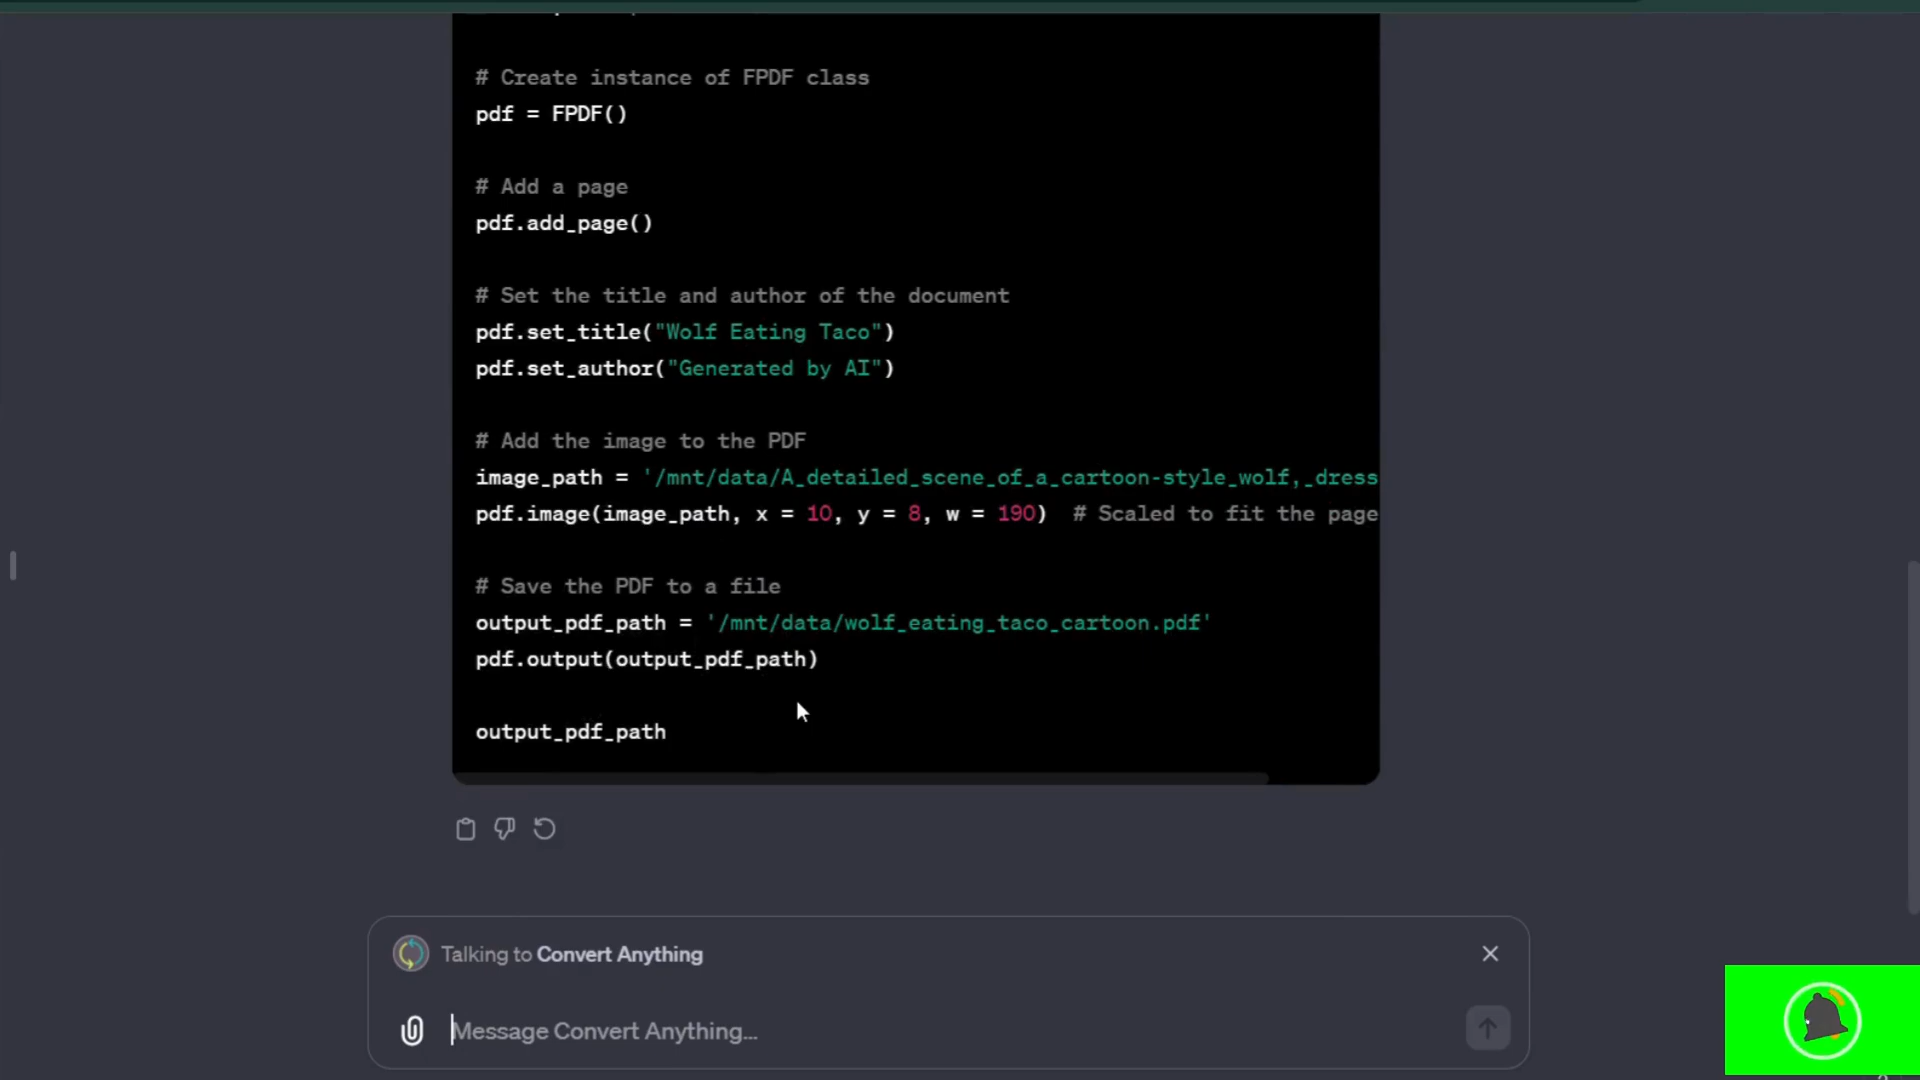 # Create instance of FPDF class
pdf = FPDF()
# Add a page
pdf.add_page()
# Set the title and author of the document
pdf.set_title("Wolf Eating Taco")
pdf.set_author("Generated by AI")
# Add the image to the PDF
image_path = '/mnt/data/A_detailed_scene_of_a_cartoon-style_wolf,_dress
pdf.image(image_path, x = 10, y = 8, w = 190)  # Scaled to fit the page
# Save the PDF to a file
output_pdf_path = '/mnt/data/wolf_eating_taco_cartoon.pdf'
pdf.output(output_pdf_path)
output_pdf_path
Talking to Convert Anything
Message Convert Anything...